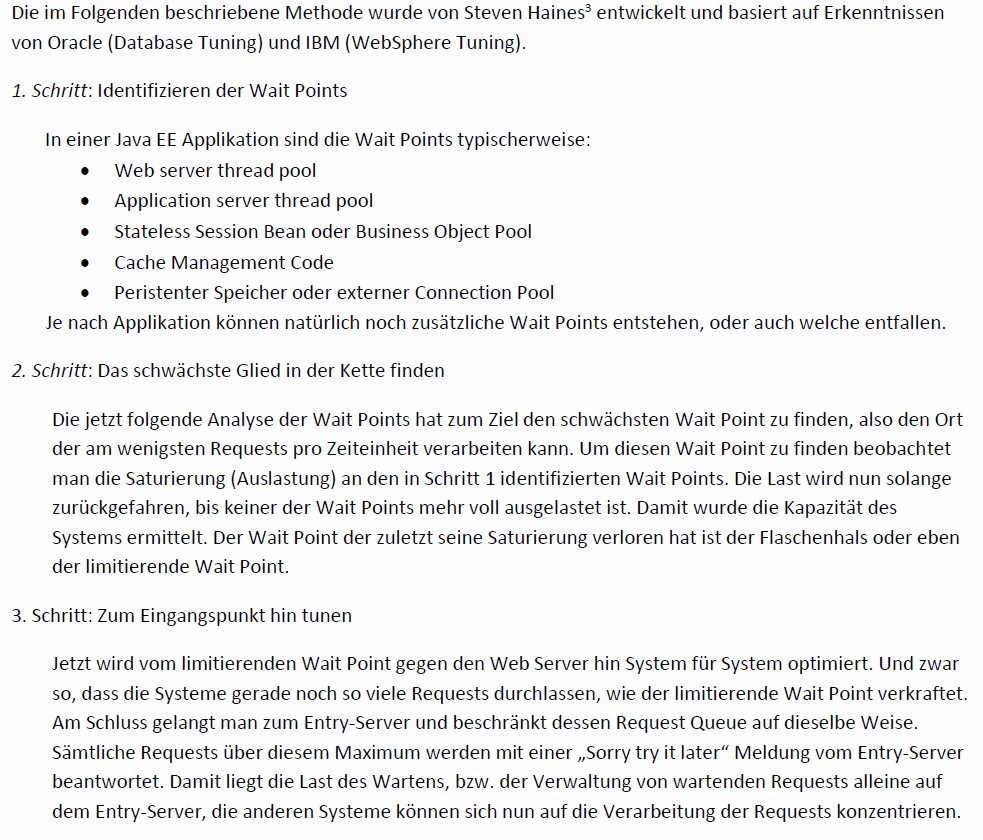 Die im Folgenden beschriebene Methode wurde von Steven Haines³ entwickelt und basiert auf Erkenntnissen
von Oracle (Database Tuning) und IBM (WebSphere Tuning).
1. Schritt: Identifizieren der Wait Points
In einer Java EE Applikation sind die Wait Points typischerweise:
• Web server thread pool
• Application server thread pool
• Stateless Session Bean oder Business Object Pool
• Cache Management Code
• Peristenter Speicher oder externer Connection Pool
Je nach Applikation können natürlich noch zusätzliche Wait Points entstehen, oder auch welche entfallen.
2. Schritt: Das schwächste Glied in der Kette finden
Die jetzt folgende Analyse der Wait Points hat zum Ziel den schwächsten Wait Point zu finden, also den Ort
der am wenigsten Requests pro Zeiteinheit verarbeiten kann. Um diesen Wait Point zu finden beobachtet
man die Saturierung (Auslastung) an den in Schritt 1 identifizierten Wait Points. Die Last wird nun solange
zurückgefahren, bis keiner der Wait Points mehr voll ausgelastet ist. Damit wurde die Kapazität des
Systems ermittelt. Der Wait Point der zuletzt seine Saturierung verloren hat ist der Flaschenhals oder eben
der limitierende Wait Point.
3. Schritt: Zum Eingangspunkt hin tunen
Jetzt wird vom limitierenden Wait Point gegen den Web Server hin System für System optimiert. Und zwar
so, dass die Systeme gerade noch so viele Requests durchlassen, wie der limitierende Wait Point verkraftet.
Am Schluss gelangt man zum Entry-Server und beschränkt dessen Request Queue auf dieselbe Weise.
Sämtliche Requests über diesem Maximum werden mit einer „Sorry try it later“ Meldung vom Entry-Server
beantwortet. Damit liegt die Last des Wartens, bzw. der Verwaltung von wartenden Requests alleine auf
dem Entry-Server, die anderen Systeme können sich nun auf die Verarbeitung der Requests konzentrieren.